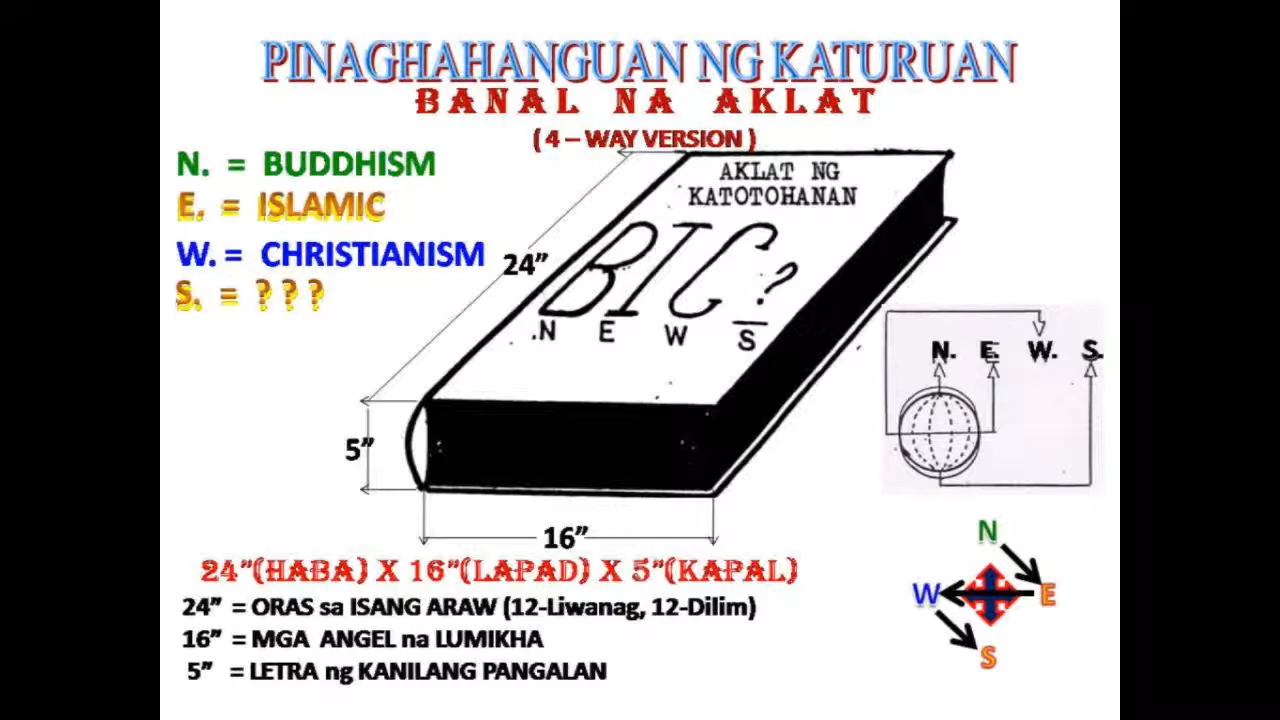 PINAGHAHANGUAN NG KATURUAN
BANAL NA AKLAT
( 4 – WAY VERSION )
N. = BUDDHISM
E. = ISLAMIC
W. = CHRISTIANISM
S. = ? ? ?
AKLAT NG
KATOTOHANAN
BIG?
.N E W S
24”
5”
16”
N. E. W. S.
N
W E
S
24”(HABA) X 16”(LAPAD) X 5”(KAPAL)
24” = ORAS sa ISANG ARAW (12-Liwanag, 12-Dilim)
16” = MGA ANGEL na LUMIKHA
5” = LETRA ng KANILANG PANGALAN